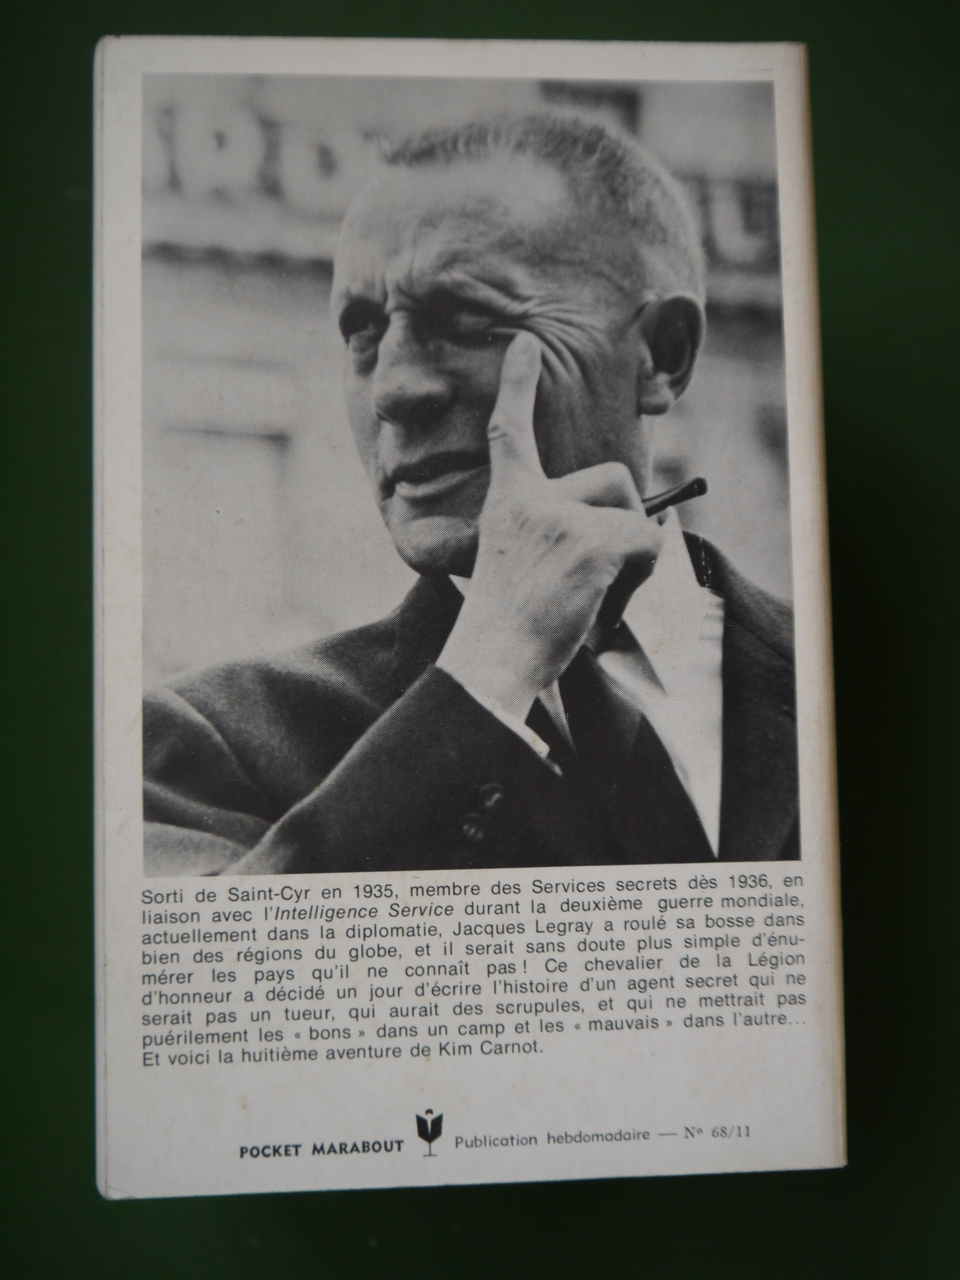 RD
U
Sorti de Saint-Cyr en 1935, membre des Services secrets dès 1936, en
liaison avec l'Intelligence Service durant la deuxième guerre mondiale,
actuellement dans la diplomatie, Jacques Legray a roulé sa bosse dans
bien des régions du globe, et il serait sans doute plus simple d'énu-
mérer les pays qu'il ne connaît pas ! Ce chevalier de la Légion
d'honneur a décidé un jour d'écrire l'histoire d'un agent secret qui ne
serait pas un tueur, qui aurait des scrupules, et qui ne mettrait pas
puérilement les « bons » dans un camp et les « mauvais » dans l'autre...
Et voici la huitième aventure de Kim Carnot.
POCKET MARABOUT Publication hebdomadaire — Nº 68/11